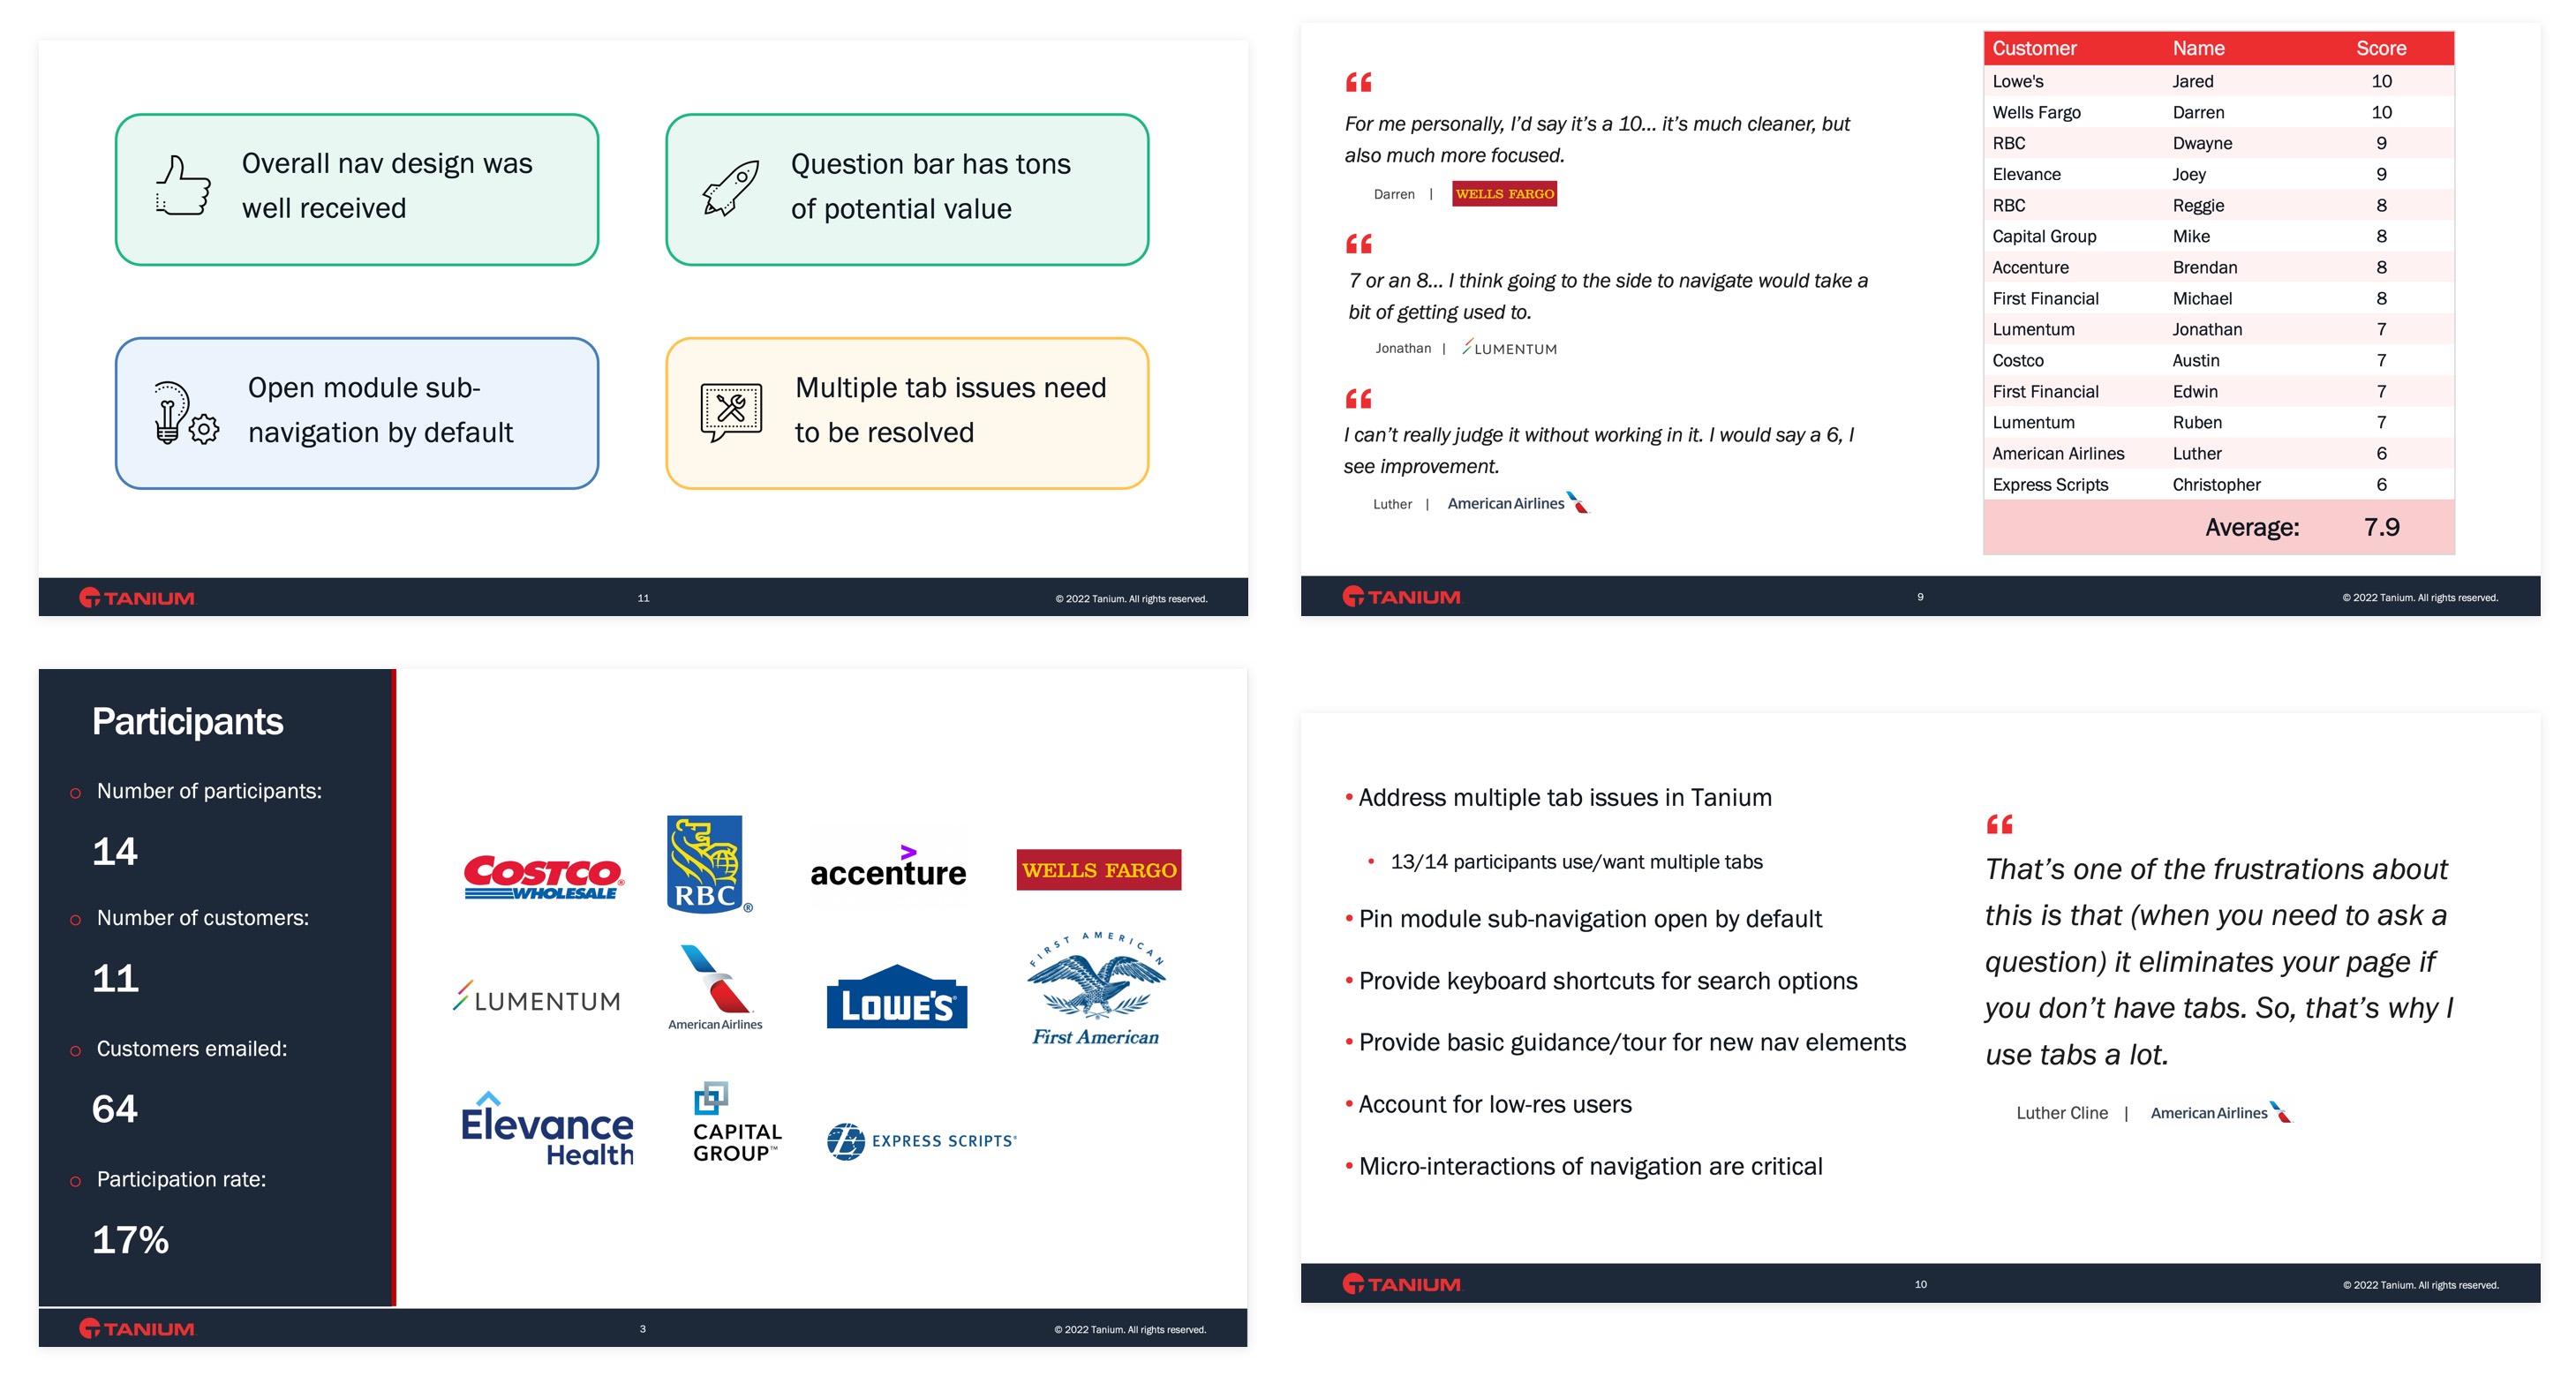 Overall nav design was
well received
Question bar has tons
of potential value
Open module sub-
navigation by default
Multiple tab issues need
to be resolved
TANIUM
11
© 2022 Tanium. All rights reserved.
“
For me personally, I’d say it’s a 10... it’s much cleaner, but
also much more focused.
Darren | WELLS FARGO
“
7 or an 8... I think going to the side to navigate would take a
bit of getting used to.
Jonathan | LUMENTUM
“
I can’t really judge it without working in it. I would say a 6, I
see improvement.
Luther | American Airlines
Customer Name Score
Lowe's Jared 10
Wells Fargo Darren 10
RBC Dwayne 9
Elevance Joey 9
RBC Reggie 8
Capital Group Mike 8
Accenture Brendan 8
First Financial Michael 8
Lumentum Jonathan 7
Costco Austin 7
First Financial Edwin 7
Lumentum Ruben 7
American Airlines Luther 6
Express Scripts Christopher 6
Average: 7.9
TANIUM
9
© 2022 Tanium. All rights reserved.
Participants
Number of participants:
14
Number of customers:
11
Customers emailed:
64
Participation rate:
17%
COSTCO
WHOLESALE
RBC
accenture
WELLS FARGO
LUMENTUM
American Airlines
LOWE'S
FIRST AMERICAN
First American
Elevance
Health
CAPITAL
GROUP™
EXPRESS SCRIPTS®
TANIUM
3
© 2022 Tanium. All rights reserved.
• Address multiple tab issues in Tanium
• 13/14 participants use/want multiple tabs
• Pin module sub-navigation open by default
• Provide keyboard shortcuts for search options
• Provide basic guidance/tour for new nav elements
• Account for low-res users
• Micro-interactions of navigation are critical
“
That’s one of the frustrations about
this is that (when you need to ask a
question) it eliminates your page if
you don’t have tabs. So, that’s why I
use tabs a lot.
Luther Cline | American Airlines
TANIUM
10
© 2022 Tanium. All rights reserved.